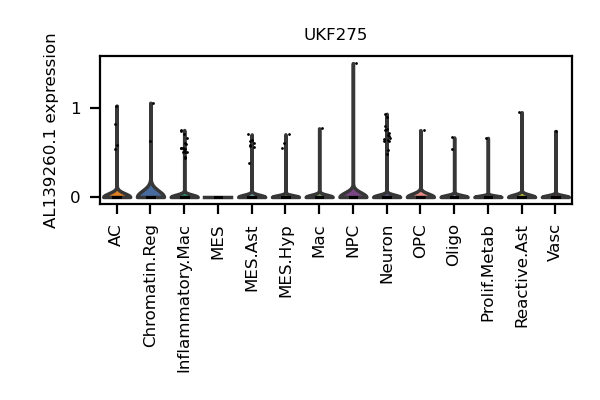 UKF275
AL139260.1 expression
1
0
AC
Chromatin.Reg
Inflammatory.Mac
MES
MES.Ast
MES.Hyp
Mac
NPC
Neuron
OPC
Oligo
Prolif.Metab
Reactive.Ast
Vasc